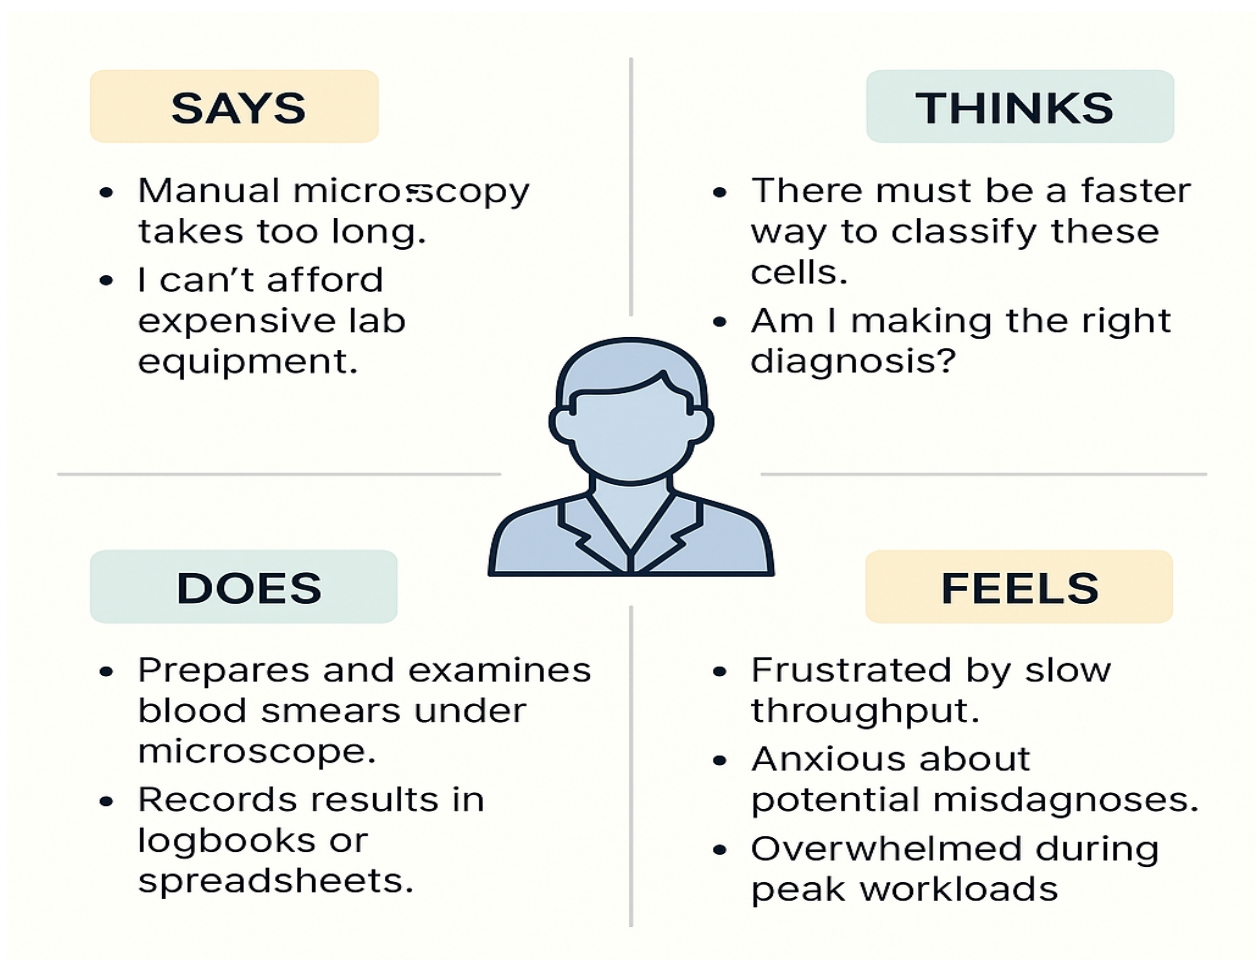 SAYS
• Manual microscopy
takes too long.
• I can’t afford
expensive lab
equipment.
THINKS
• There must be a faster
way to classify these
cells.
• Am I making the right
diagnosis?
DOES
• Prepares and examines
blood smears under
microscope.
• Records results in
logbooks or
spreadsheets.
FEELS
• Frustrated by slow
throughput.
• Anxious about
potential misdagnoses.
• Overwhelmed during
peak workloads